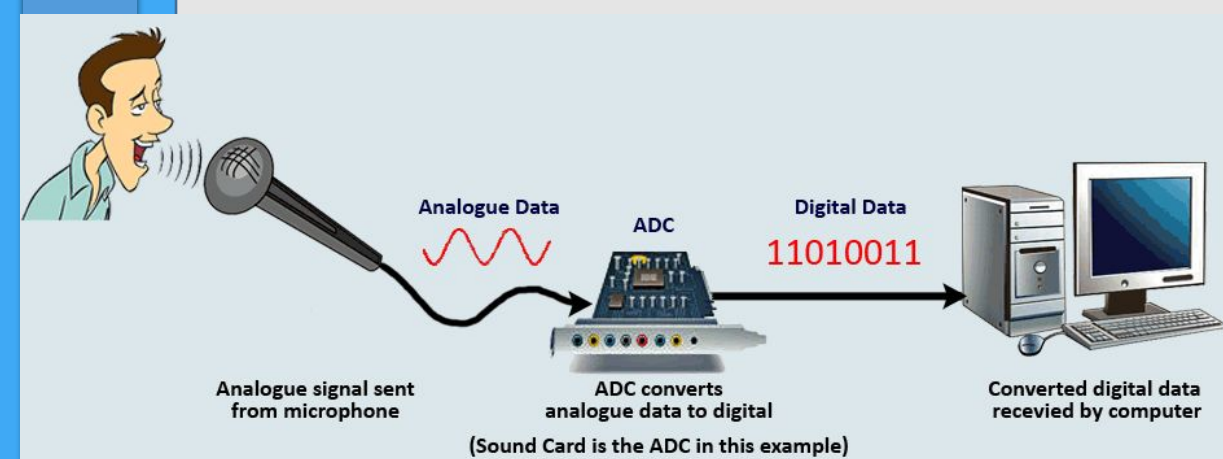 Analogue Data
ADC
Digital Data
11010011
Analogue signal sent
from microphone
ADC converts
analogue data to digital
(Sound Card is the ADC in this example)
Converted digital data
recevied by computer